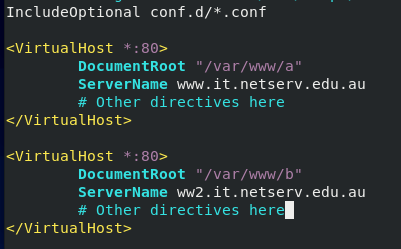 IncludeOptional conf.d/*.conf
<VirtualHost *:80>
DocumentRoot "/var/www/a"
ServerName www.it.netserv.edu.au
# Other directives here
</VirtualHost>
<VirtualHost *:80>
DocumentRoot "/var/www/b"
ServerName ww2.it.netserv.edu.au
# Other directives here
</VirtualHost>